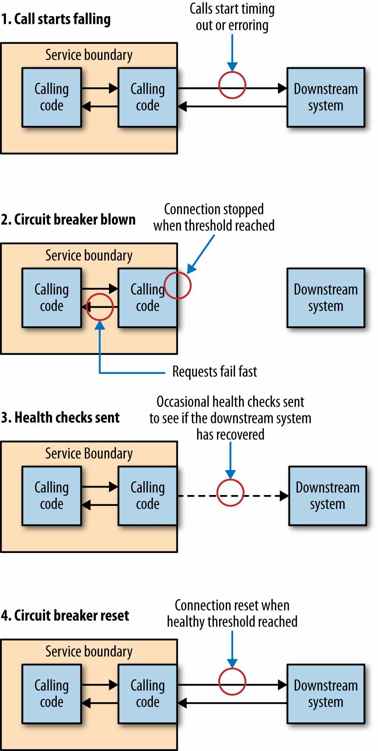 Calls start timing
out or erroring
1. Call starts falling
Service boundary
Calling
code
Calling
code
Downstream
system
Connection stopped
when threshold reached
2. Circuit breaker blown
Service boundary
Calling
code
Calling
code
Downstream
system
Requests fail fast
Occasional health checks sent
to see if the downstream system
has recovered
3. Health checks sent
Service Boundary
Calling
code
Calling
code
Downstream
system
Connection reset when
healthy threshold reached
4. Circuit breaker reset
Service boundary
Calling
code
Calling
code
Downstream
system